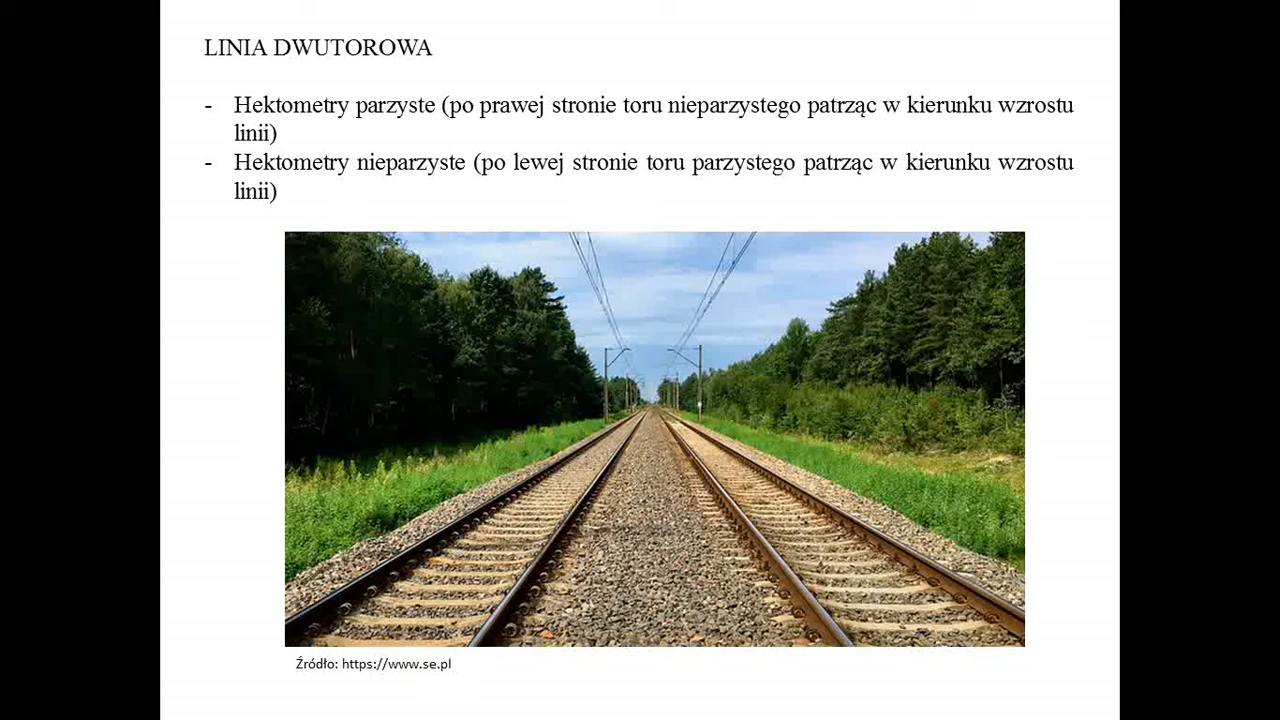 LINIA DWUTOROWA
- Hektometry parzyste (po prawej stronie toru nieparzystego patrząc w kierunku wzrostu
linii)
- Hektometry nieparzyste (po lewej stronie toru parzystego patrząc w kierunku wzrostu
linii)
Źródło: https://www.se.pl